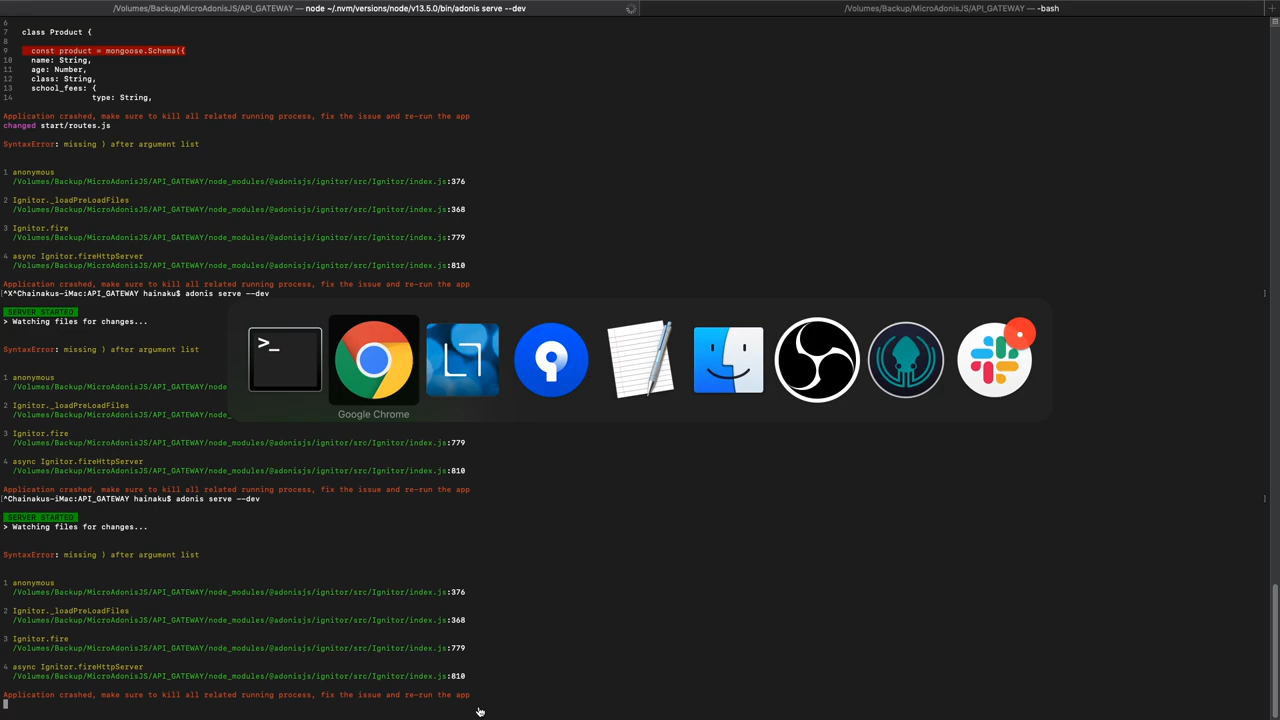 /Volumes/Backup/MicroAdonisJS/API_GATEWAY — node ~/.nvm/versions/node/v13.5.0/bin/adonis serve --dev
/Volumes/Backup/MicroAdonisJS/API_GATEWAY — -bash
6
7 class Product {
8
9 const product = mongoose.Schema({
10 name: String,
11 age: Number,
12 class: String,
13 school_fees: {
14 type: String,
Application crashed, make sure to kill all related running process, fix the issue and re-run the app
changed start/routes.js
SyntaxError: missing ) after argument list
1 anonymous
/Volumes/Backup/MicroAdonisJS/API_GATEWAY/node_modules/@adonisjs/ignitor/src/Ignitor/index.js:376
2 Ignitor._loadPreLoadFiles
/Volumes/Backup/MicroAdonisJS/API_GATEWAY/node_modules/@adonisjs/ignitor/src/Ignitor/index.js:368
3 Ignitor.fire
/Volumes/Backup/MicroAdonisJS/API_GATEWAY/node_modules/@adonisjs/ignitor/src/Ignitor/index.js:779
4 async Ignitor.fireHttpServer
/Volumes/Backup/MicroAdonisJS/API_GATEWAY/node_modules/@adonisjs/ignitor/src/Ignitor/index.js:810
Application crashed, make sure to kill all related running process, fix the issue and re-run the app
[^X^Chainakus-iMac:API_GATEWAY hainaku$ adonis serve --dev ]
SERVER STARTED
> Watching files for changes...
SyntaxError: missing ) after argument list
1 anonymous
/Volumes/Backup/MicroAdonisJS/API_GATEWAY/node_
2 Ignitor._loadPreLoadFiles
/Volumes/Backup/MicroAdonisJS/API_GATEWAY/node_
3 Ignitor.fire
/Volumes/Backup/MicroAdonisJS/API_GATEWAY/node_modules/@adonisjs/ignitor/src/Ignitor/index.js:779
4 async Ignitor.fireHttpServer
/Volumes/Backup/MicroAdonisJS/API_GATEWAY/node_modules/@adonisjs/ignitor/src/Ignitor/index.js:810
Application crashed, make sure to kill all related running process, fix the issue and re-run the app
[^Chainakus-iMac:API_GATEWAY hainaku$ adonis serve --dev ]
SERVER STARTED
> Watching files for changes...
SyntaxError: missing ) after argument list
1 anonymous
/Volumes/Backup/MicroAdonisJS/API_GATEWAY/node_modules/@adonisjs/ignitor/src/Ignitor/index.js:376
2 Ignitor._loadPreLoadFiles
/Volumes/Backup/MicroAdonisJS/API_GATEWAY/node_modules/@adonisjs/ignitor/src/Ignitor/index.js:368
3 Ignitor.fire
/Volumes/Backup/MicroAdonisJS/API_GATEWAY/node_modules/@adonisjs/ignitor/src/Ignitor/index.js:779
4 async Ignitor.fireHttpServer
/Volumes/Backup/MicroAdonisJS/API_GATEWAY/node_modules/@adonisjs/ignitor/src/Ignitor/index.js:810
Application crashed, make sure to kill all related running process, fix the issue and re-run the app
>_
Google Chrome